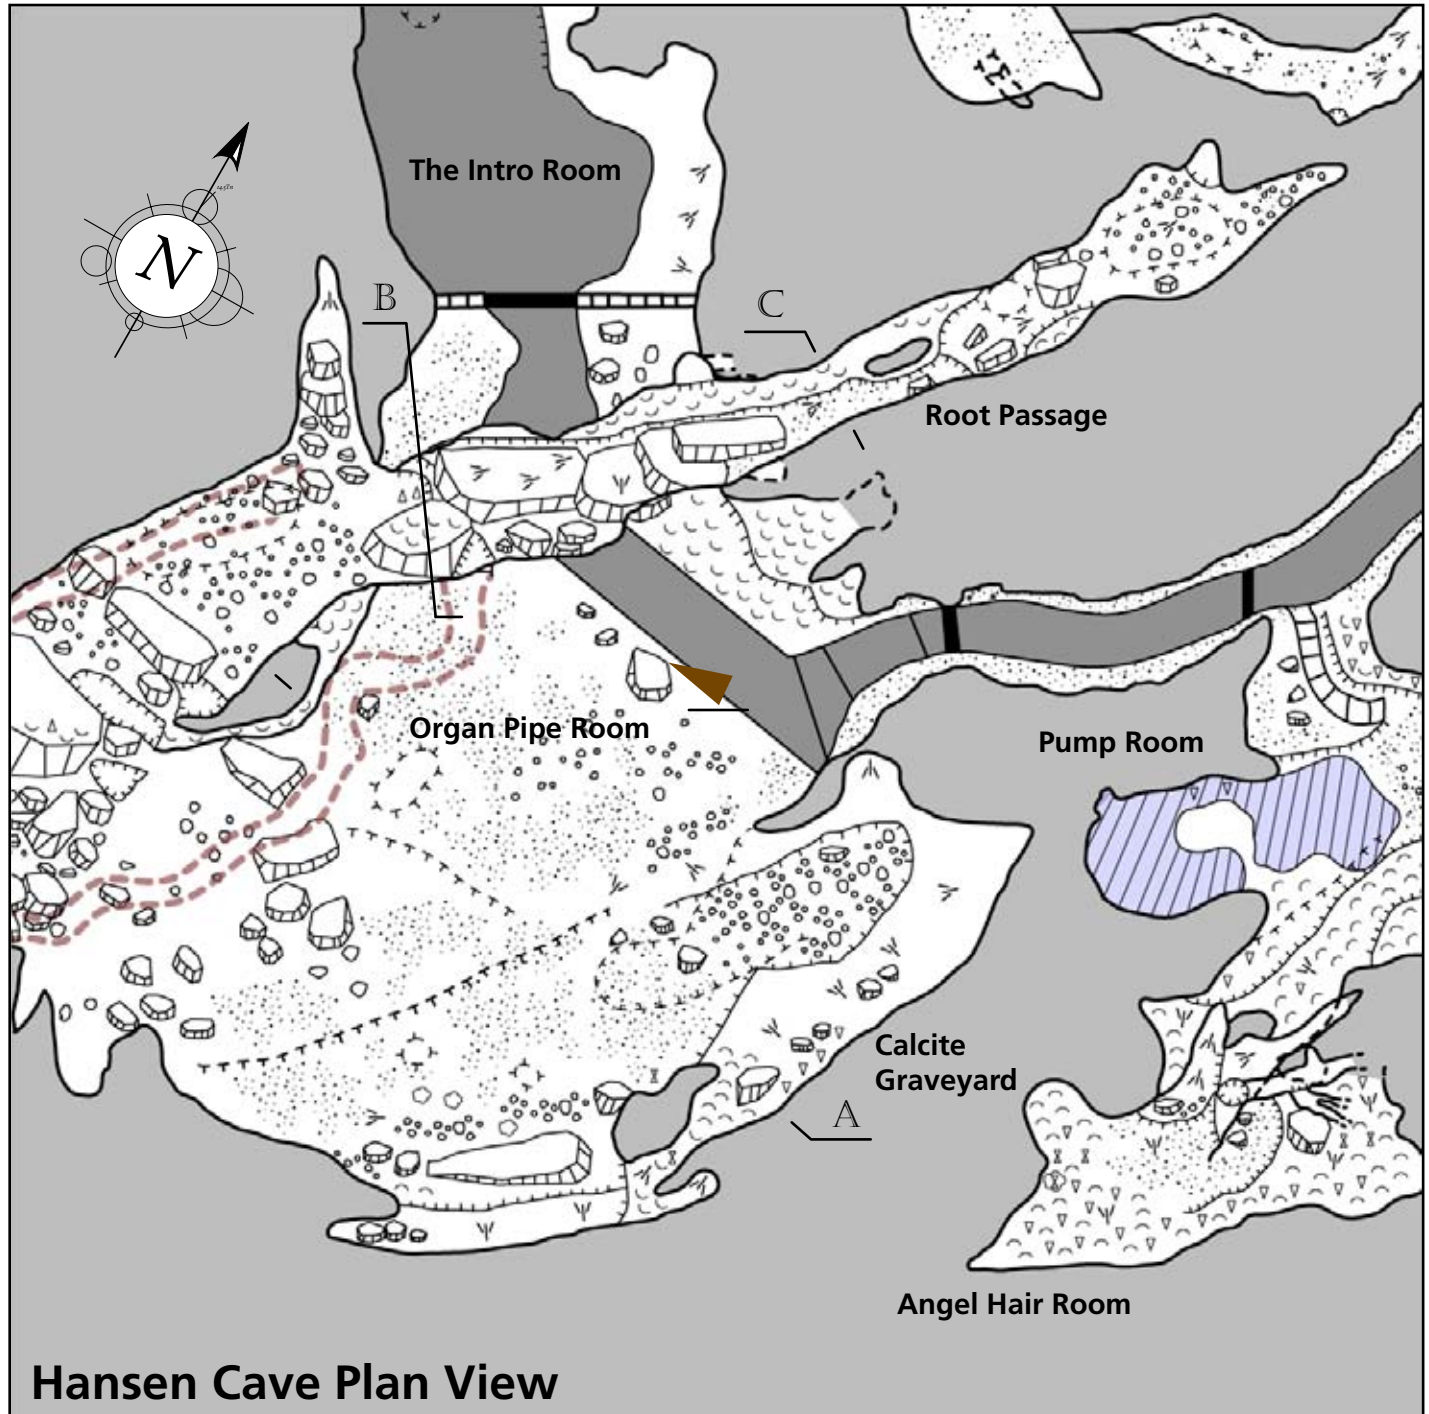 The Intro Room
N
B
C
Root Passage
Organ Pipe Room
Pump Room
Calcite
Graveyard
A
Angel Hair Room
Hansen Cave Plan View